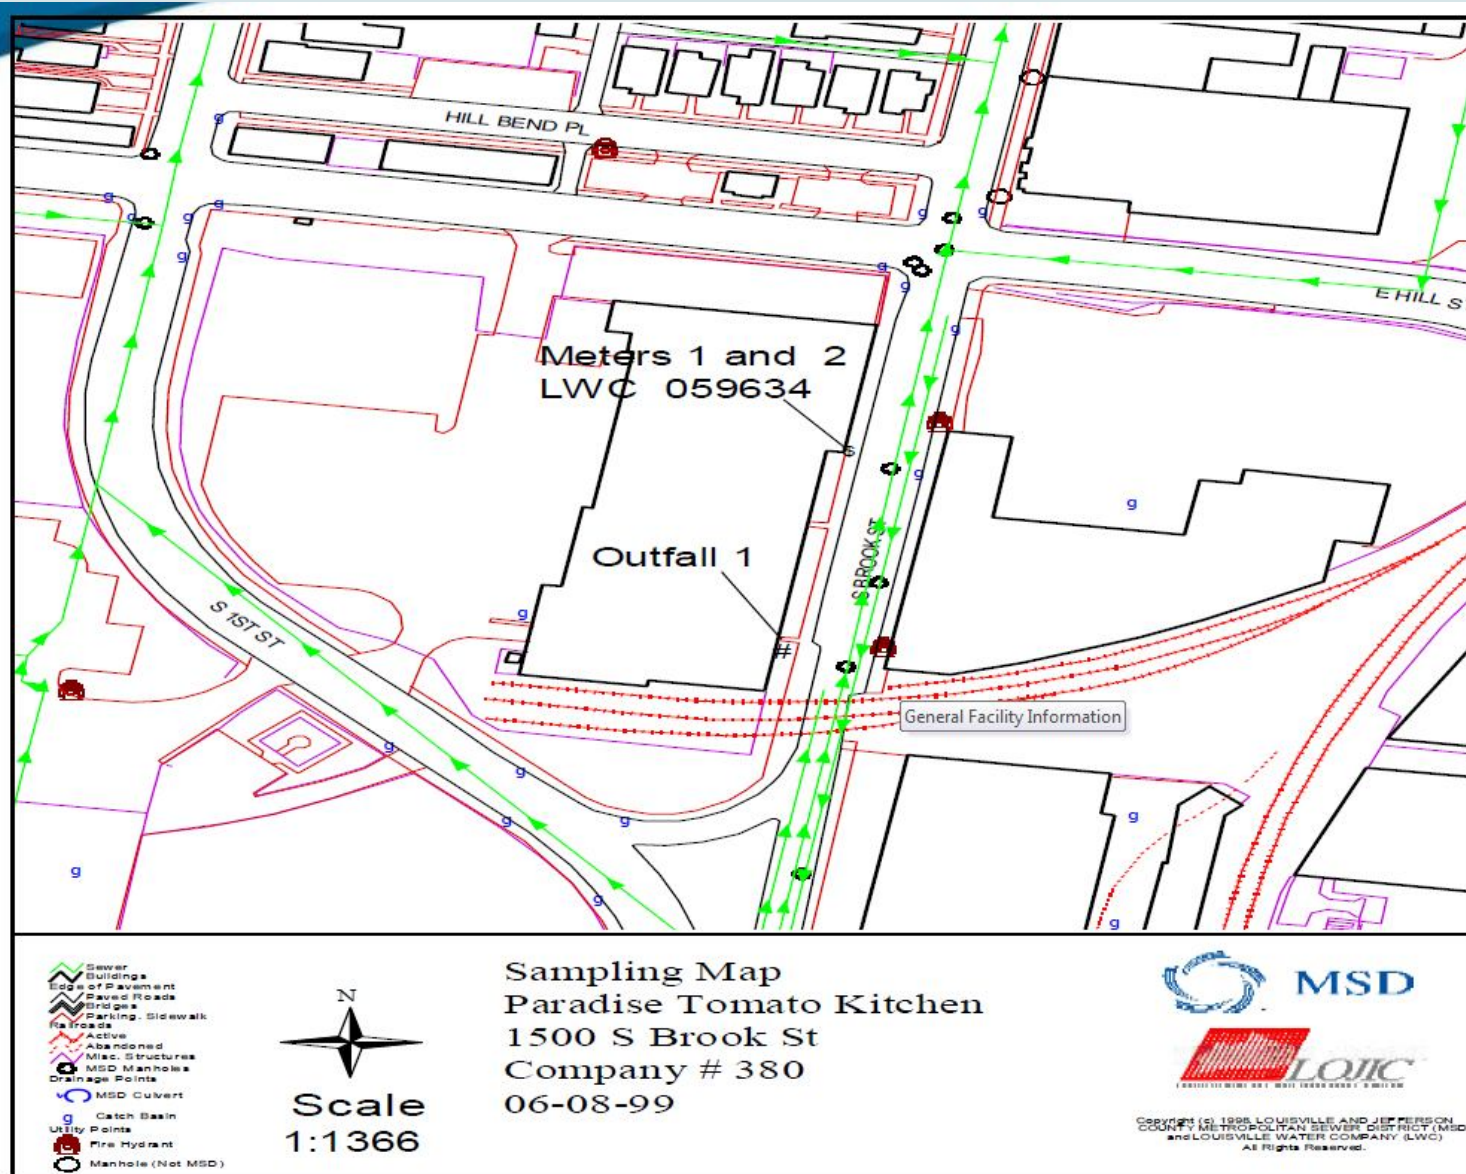 HILL BEND PL
E HILL S
Meters 1 and 2
LWC 059634
S BROOK ST
Outfall 1
S 1ST ST
General Facility Information
Sewer
Buildings
Edge of Pavement
Paved Roads
Bridges
Parking, Sidewalk
Railroads
Active
Abandoned
Misc. Structures
MSD Manholes
Drainage Points
MSD Culvert
g Catch Basin
Utility Points
Fire Hydrant
Manhole (Not MSD)
N
Scale
1:1366
Sampling Map
Paradise Tomato Kitchen
1500 S Brook St
Company # 380
06-08-99
MSD
LOJIC
Copyright (c) 1998, LOUISVILLE AND JEFFERSON
COUNTY METROPOLITAN SEWER DISTRICT (MSD)
and LOUISVILLE WATER COMPANY (LWC)
All Rights Reserved.